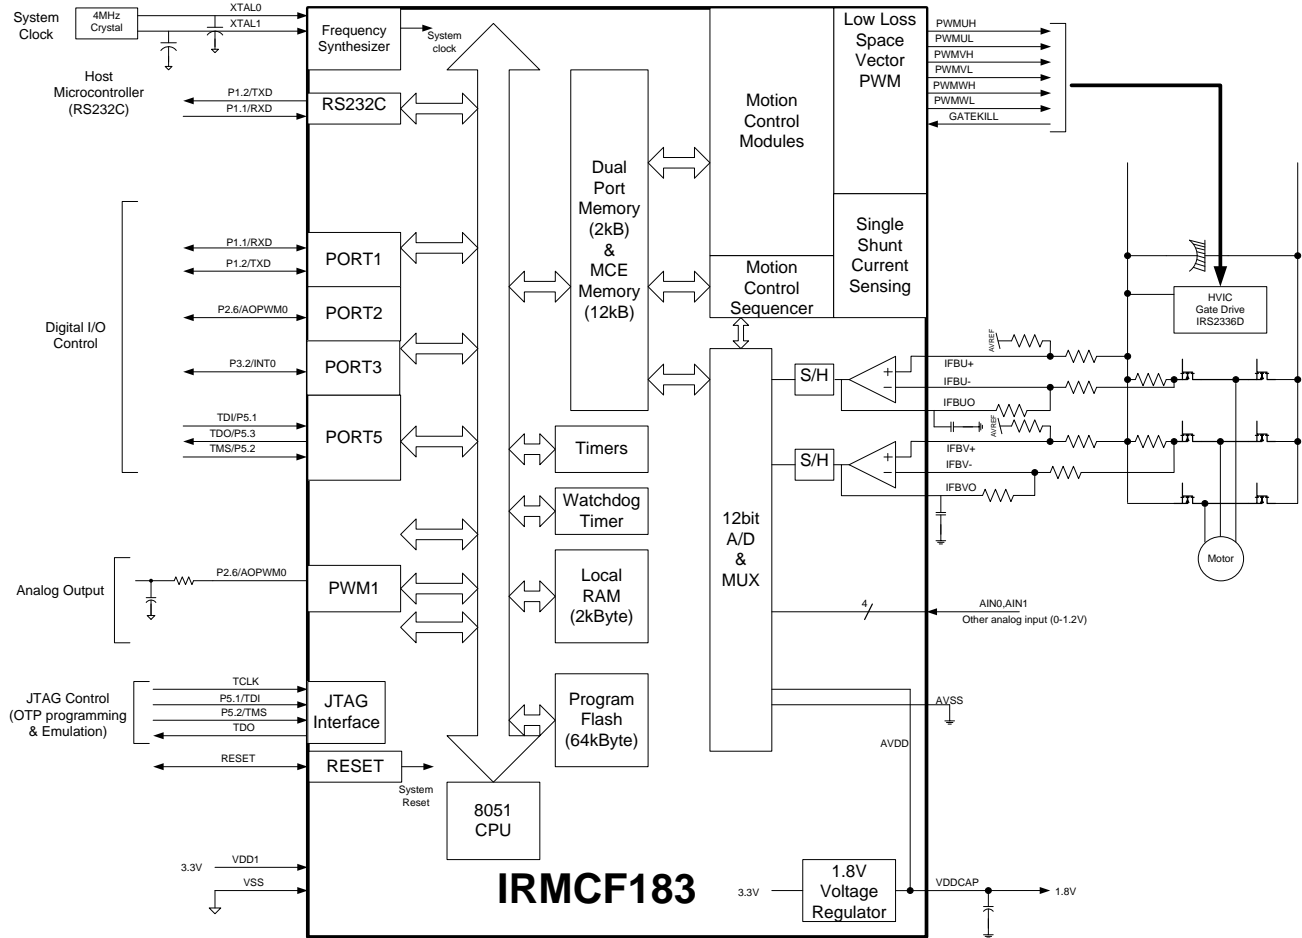 System
Clock
4MHz
Crystal
XTAL0
XTAL1
Frequency
Synthesizer
System
clock
Host
Microcontroller
(RS232C)
P1.2/TXD
P1.1/RXD
RS232C
Digital I/O
Control
P1.1/RXD
P1.2/TXD
PORT1
P2.6/AOPWM0
PORT2
P3.2/INT0
PORT3
TDI/P5.1
TDO/P5.3
TMS/P5.2
PORT5
Analog Output
P2.6/AOPWM0
PWM1
JTAG Control
(OTP programming
& Emulation)
TCLK
P5.1/TDI
P5.2/TMS
TDO
JTAG
Interface
RESET
RESET
System
Reset
3.3V
VDD1
VSS
8051
CPU
Dual
Port
Memory
(2kB)
&
MCE
Memory
(12kB)
Timers
Watchdog
Timer
Local
RAM
(2kByte)
Program
Flash
(64kByte)
Motion
Control
Modules
Motion
Control
Sequencer
Low Loss
Space
Vector
PWM
Single
Shunt
Current
Sensing
12bit
A/D
&
MUX
S/H
S/H
+
−
+
−
PWMUH
PWMUL
PWMVH
PWMVL
PWMWH
PWMWL
GATEKILL
HVIC
Gate Drive
IRS2336D
AVREF
IFBU+
IFBU-
IFBUO
AVREF
IFBV+
IFBV-
IFBVO
Motor
4
AIN0,AIN1
Other analog input (0-1.2V)
AVSS
AVDD
IRMCF183
3.3V
1.8V
Voltage
Regulator
VDDCAP
1.8V